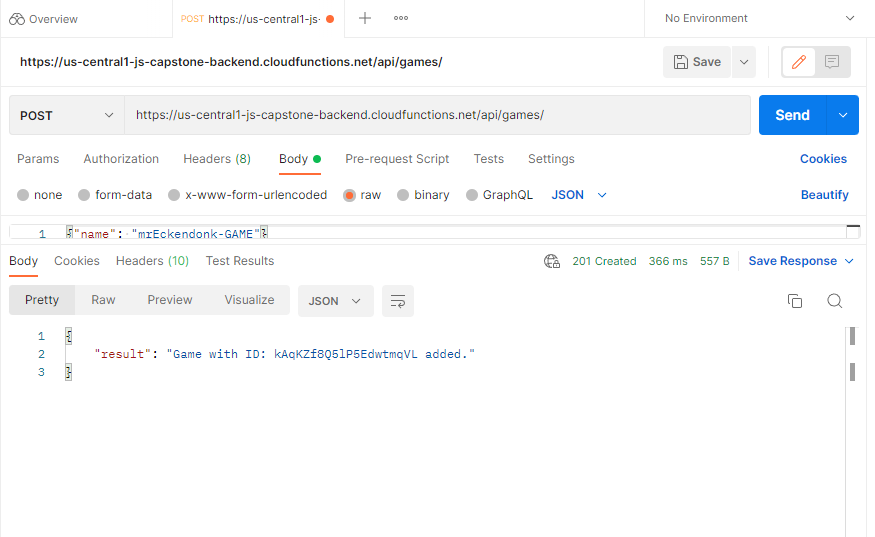 Overview
POST https://us-central1-js-
No Environment
https://us-central1-js-capstone-backend.cloudfunctions.net/api/games/
Save
POST
https://us-central1-js-capstone-backend.cloudfunctions.net/api/games/
Send
Params Authorization Headers (8) Body Pre-request Script Tests Settings Cookies
none form-data x-www-form-urlencoded raw binary GraphQL JSON Beautify
1 {"name": "mrEckendonk-GAME"}
Body Cookies Headers (10) Test Results 201 Created 366 ms 557 B Save Response
Pretty Raw Preview Visualize JSON
1 {
2 "result": "Game with ID: kAqKZf8Q5lP5EdwtmqVL added."
3 }